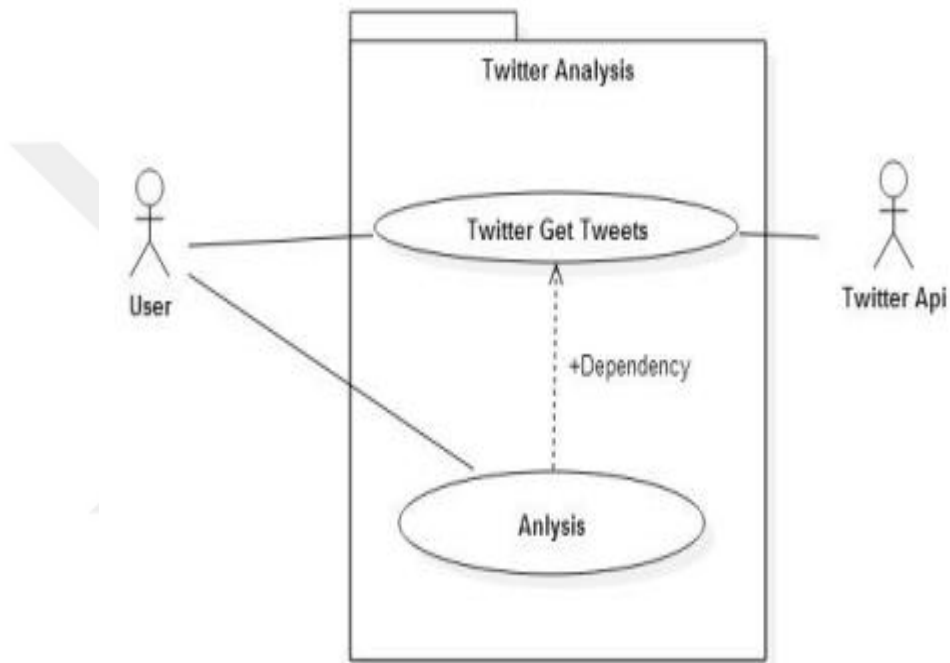 Twitter Analysis
Twitter Get Tweets
User
Twitter Api
+Dependency
Anlysis